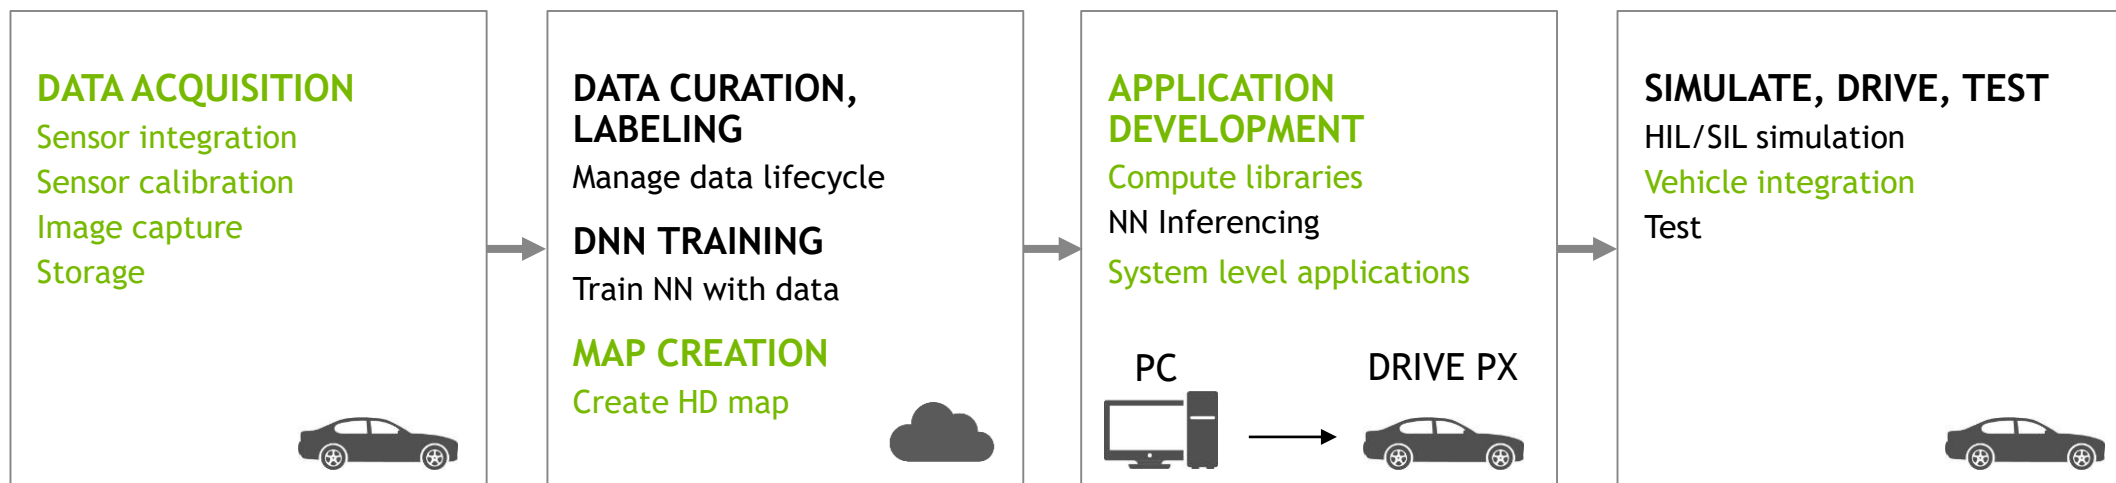 DATA ACQUISITION
Sensor integration
Sensor calibration
Image capture
Storage
DATA CURATION,
LABELING
Manage data lifecycle
DNN TRAINING
Train NN with data
MAP CREATION
Create HD map
APPLICATION
DEVELOPMENT
Compute libraries
NN Inferencing
System level applications
PC
DRIVE PX
SIMULATE, DRIVE, TEST
HIL/SIL simulation
Vehicle integration
Test